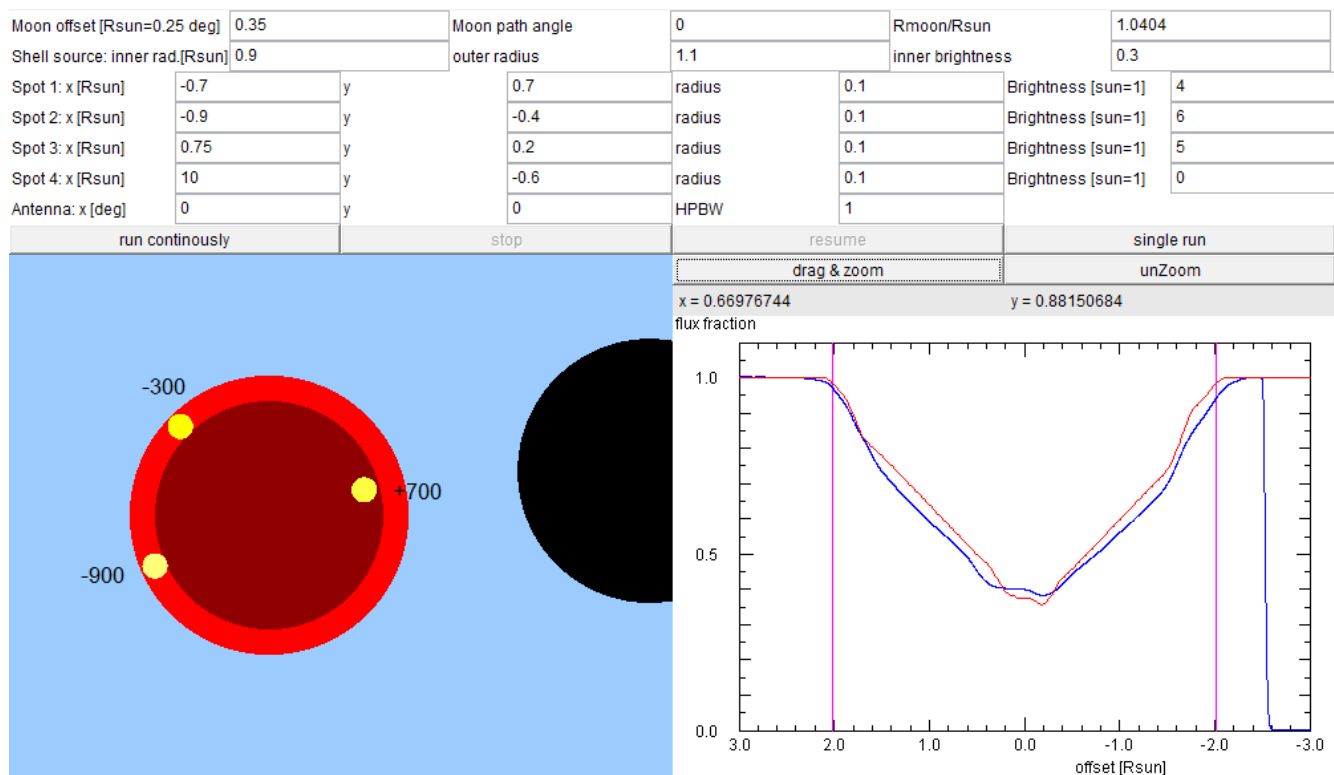 Moon offset [Rsun=0.25 deg] 0.35 Moon path angle 0 Rmoon/Rsun 1.0404
Shell source: inner rad.[Rsun] 0.9 outer radius 1.1 inner brightness 0.3
Spot 1: x [Rsun] -0.7 y 0.7 radius 0.1 Brightness [sun=1] 4
Spot 2: x [Rsun] -0.9 y -0.4 radius 0.1 Brightness [sun=1] 6
Spot 3: x [Rsun] 0.75 y 0.2 radius 0.1 Brightness [sun=1] 5
Spot 4: x [Rsun] 10 y -0.6 radius 0.1 Brightness [sun=1] 0
Antenna: x [deg] 0 y 0 HPBW 1
run continously stop resume single run
drag & zoom unZoom
x = 0.66976744 y = 0.88150684
flux fraction
-300
+700
-900
1.0
0.5
0.0
3.0 2.0 1.0 0.0 -1.0 -2.0 -3.0
offset [Rsun]